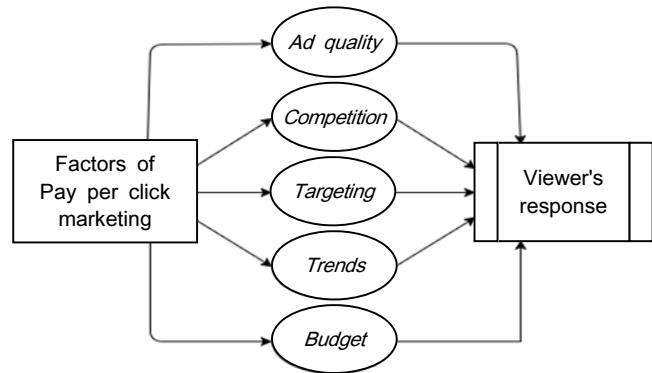 Ad quality
Competition
Factors of
Pay per click
marketing
Targeting
Viewer's
response
Trends
Budget